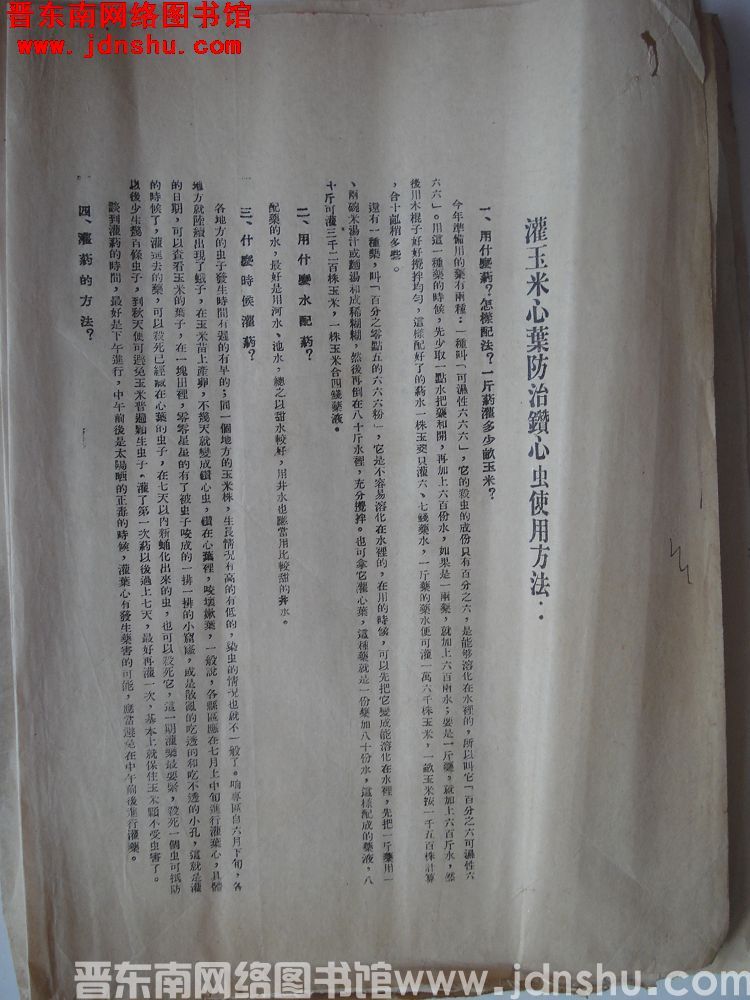 晋东南网络图书馆
www.jdnshu.com
灌玉米心葉防治鑽心虫使用方法：
一、用什麼药？怎樣配法？一斤药灌多少畝玉米？
今年準備用的藥有兩種：一種叫「可濕性六六六」，它的殺虫的成份只有百分之六，是能够溶化在水裡的，所以叫它「百分之六可濕性六
六六」。用這一種藥的時候，先少取一點水把藥和開，再加上六百份水，如果是一兩藥，就加上六百兩水；要是一斤藥，就加上六百斤水，然
後用木棍子好好攪拌均匀，這樣配好了的药水一株玉茭只灌六、七錢藥水，一斤藥的藥水便可灌一萬六千株玉米，一畝玉米按一千五百株計算
，合十畝稍多些。
還有一種藥，叫「百分之零點五的六六六粉」，它是不容易溶化在水裡的，在用的時候，可以先把它變成能溶化在水裡，先把一斤藥用一
、兩碗米湯汁或麵湯和成稀糊糊，然後再倒在八十斤水裡，充分攪拌。也可拿它灌心葉，這種藥就是一份藥加八十份水，這樣配成的藥液，八
十斤可灌三千二百株玉米，一株玉米合四錢藥液。
二、用什麼水配药？
配藥的水，最好是用河水、池水，總之以甜水較好，用井水也應當用比較甜的井水。
三、什麼時候灌药？
各地方的虫子發生時間有遲的有早的；同一個地方的玉米株，生長情况有高的有低的，染虫的情况也就不一般了。咱專區自六月下旬，各
地方就陸續出現了蛾子，在玉米苗上產卵，不幾天就變成鑽心虫，鑽在心葉裡，咬壞嫩葉，一般說，各縣區應在七月上中旬進行灌葉心，具體
的日期，可以查看玉米的葉子，在一塊田裡，零零星星的有了被虫子咬成的一排一排的小窟窿，或是散亂的吃透的和吃不透的小孔，這就是灌
的時候了，灌進去的藥，可以殺死已經藏在心葉的虫子，在七天以內新蛹化出來的虫，也可以殺死它，這一期灌藥最要緊，殺死一個虫可抵防
以後少生幾百條虫子，到秋天便可避免玉米普遍顆生虫子。灌了第一次药以後過上七天，最好再灌一次，基本上就保住玉米顆不受虫害了。
談到灌药的時間，最好是下午進行，中午前後是太陽晒的正毒的時候，灌葉心有發生藥害的可能，應當避免在中午前後進行灌藥。
四、灌药的方法？
晋东南网络图书馆 www.jdnshu.com